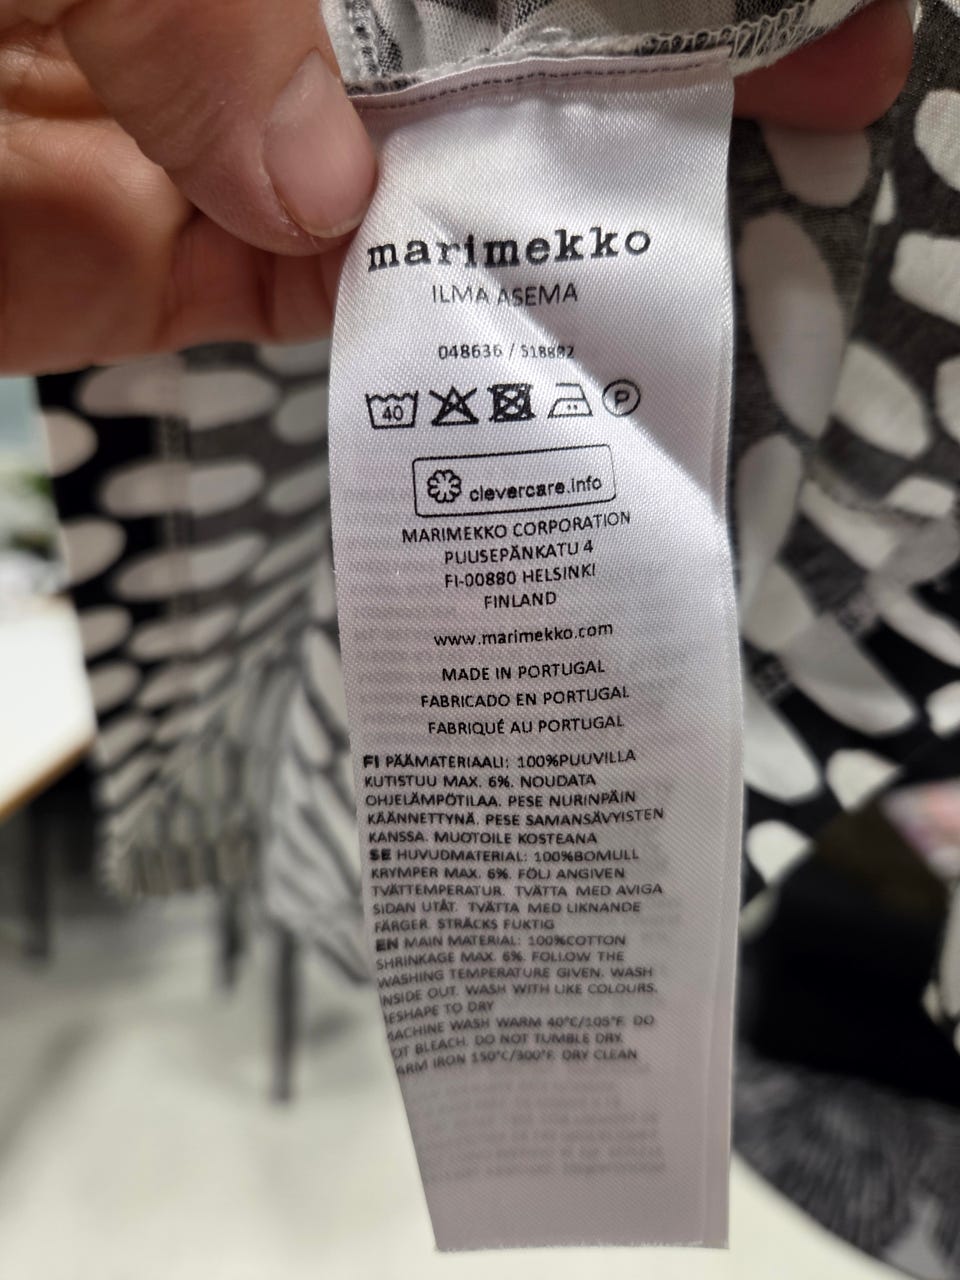 marimekko
ILMA ASEMA
048636 / 518882
40 P
clevercare.info
MARIMEKKO CORPORATION
PUUSEPÄNKATU 4
FI-00880 HELSINKI
FINLAND
www.marimekko.com
MADE IN PORTUGAL
FABRICADO EN PORTUGAL
FABRIQUÉ AU PORTUGAL
FI PÄÄMATERIAALI: 100%PUUVILLA
KUTISTUU MAX. 6%. NOUDATA
OHJELÄMPÖTILAA. PESE NURINPÄIN
KÄÄNNETTYNÄ. PESE SAMANSÄVYISTEN
KANSSA. MUOTOILE KOSTEANA
SE HUVUDMATERIAL: 100%BOMULL
KRYMPER MAX. 6%. FÖLJ ANGIVEN
TVÄTTEMPERATUR. TVÄTTA MED AVIGA
SIDAN UTÅT. TVÄTTA MED LIKNANDE
FÄRGER. STRÄCKS FUKTIG
EN MAIN MATERIAL: 100%COTTON
SHRINKAGE MAX. 6%. FOLLOW THE
WASHING TEMPERATURE GIVEN. WASH
INSIDE OUT. WASH WITH LIKE COLOURS.
RESHAPE TO DRY
MACHINE WASH WARM 40°C/105°F. DO
NOT BLEACH. DO NOT TUMBLE DRY.
WARM IRON 150°C/300°F. DRY CLEAN